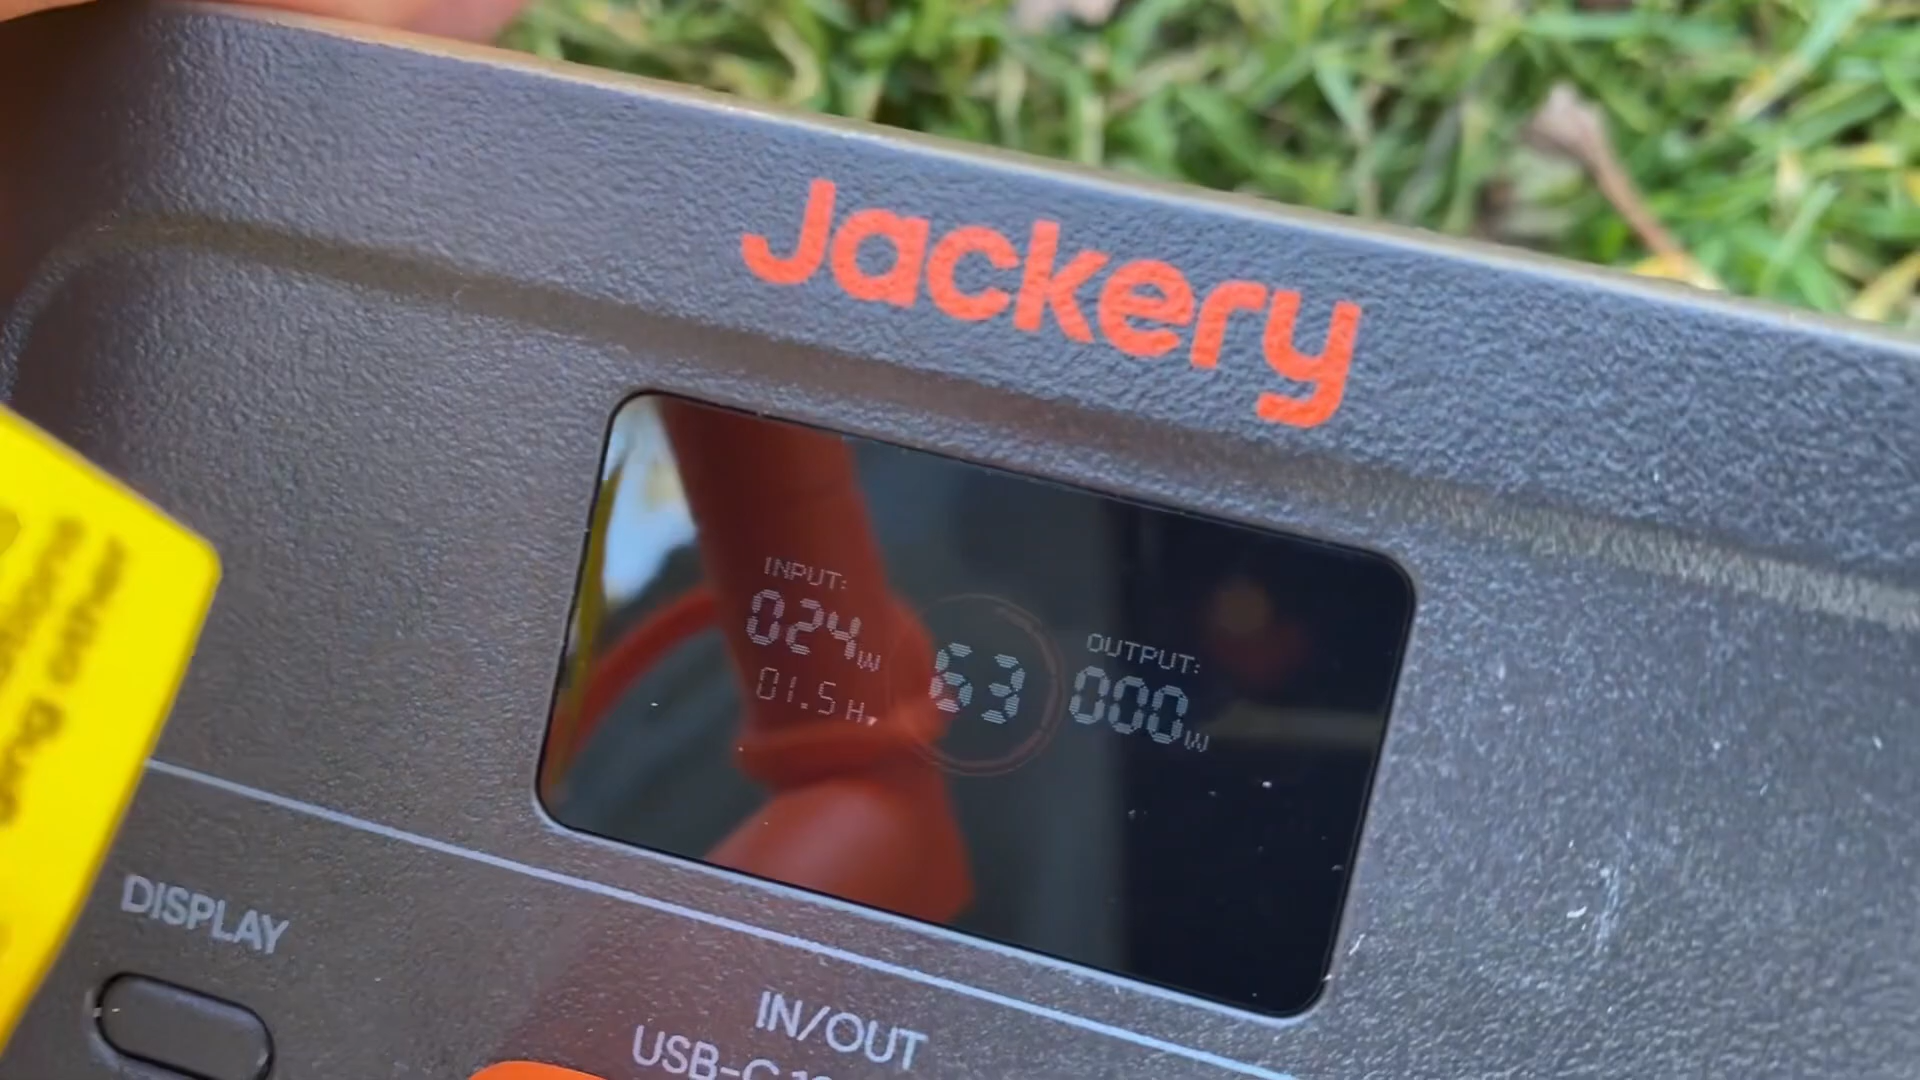 Jackery
INPUT:
024W
01.5H
63
OUTPUT:
000W
DISPLAY
IN/OUT
USB-C